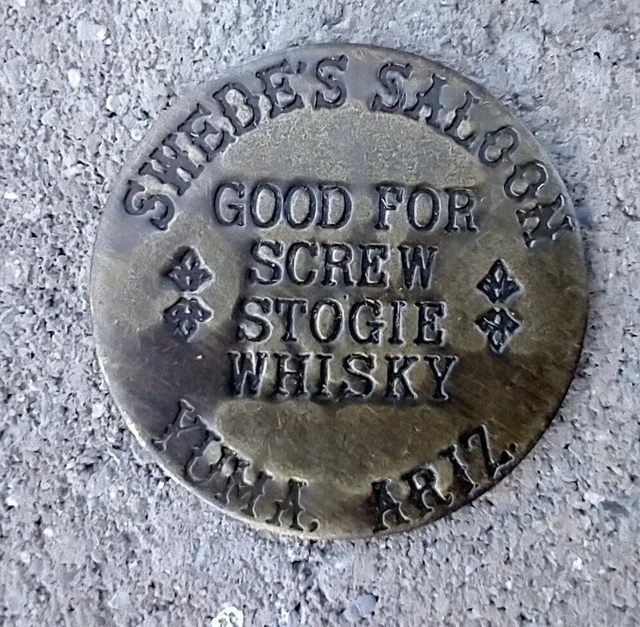 SWEDE'S SALOON
GOOD FOR
SCREW
STOGIE
WHISKY
YUMA, ARIZ.